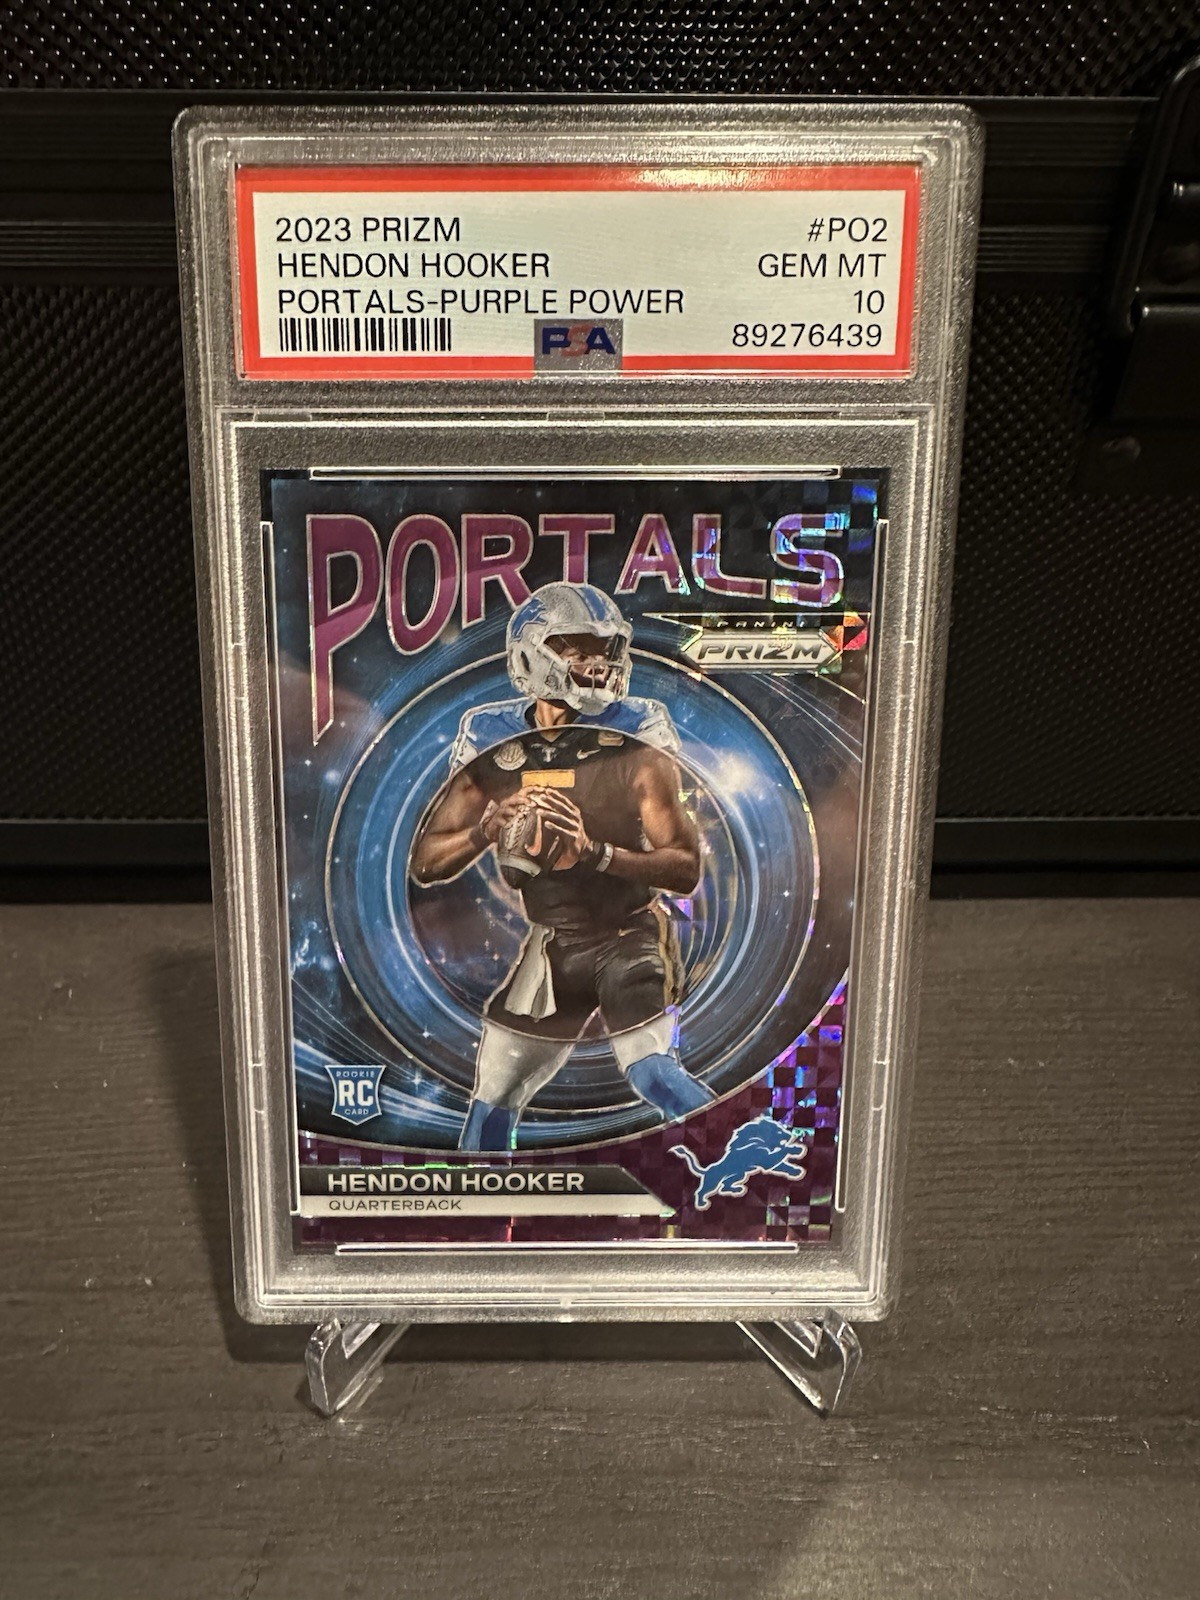 2023 PRIZM #PO2
HENDON HOOKER GEM MT
PORTALS-PURPLE POWER 10
PSA 89276439
PORTALS
PANINI
PRIZM
ROOKIE
RC
CARD
HENDON HOOKER
QUARTERBACK